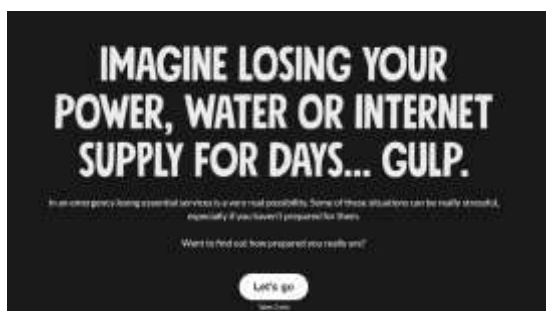 IMAGINE LOSING YOUR
POWER, WATER OR INTERNET
SUPPLY FOR DAYS... GULP.
In an emergency losing essential services is a very real possibility. Some of these situations can be really stressful,
especially if you haven't prepared for them.
Want to find out how prepared you really are?
Let's go